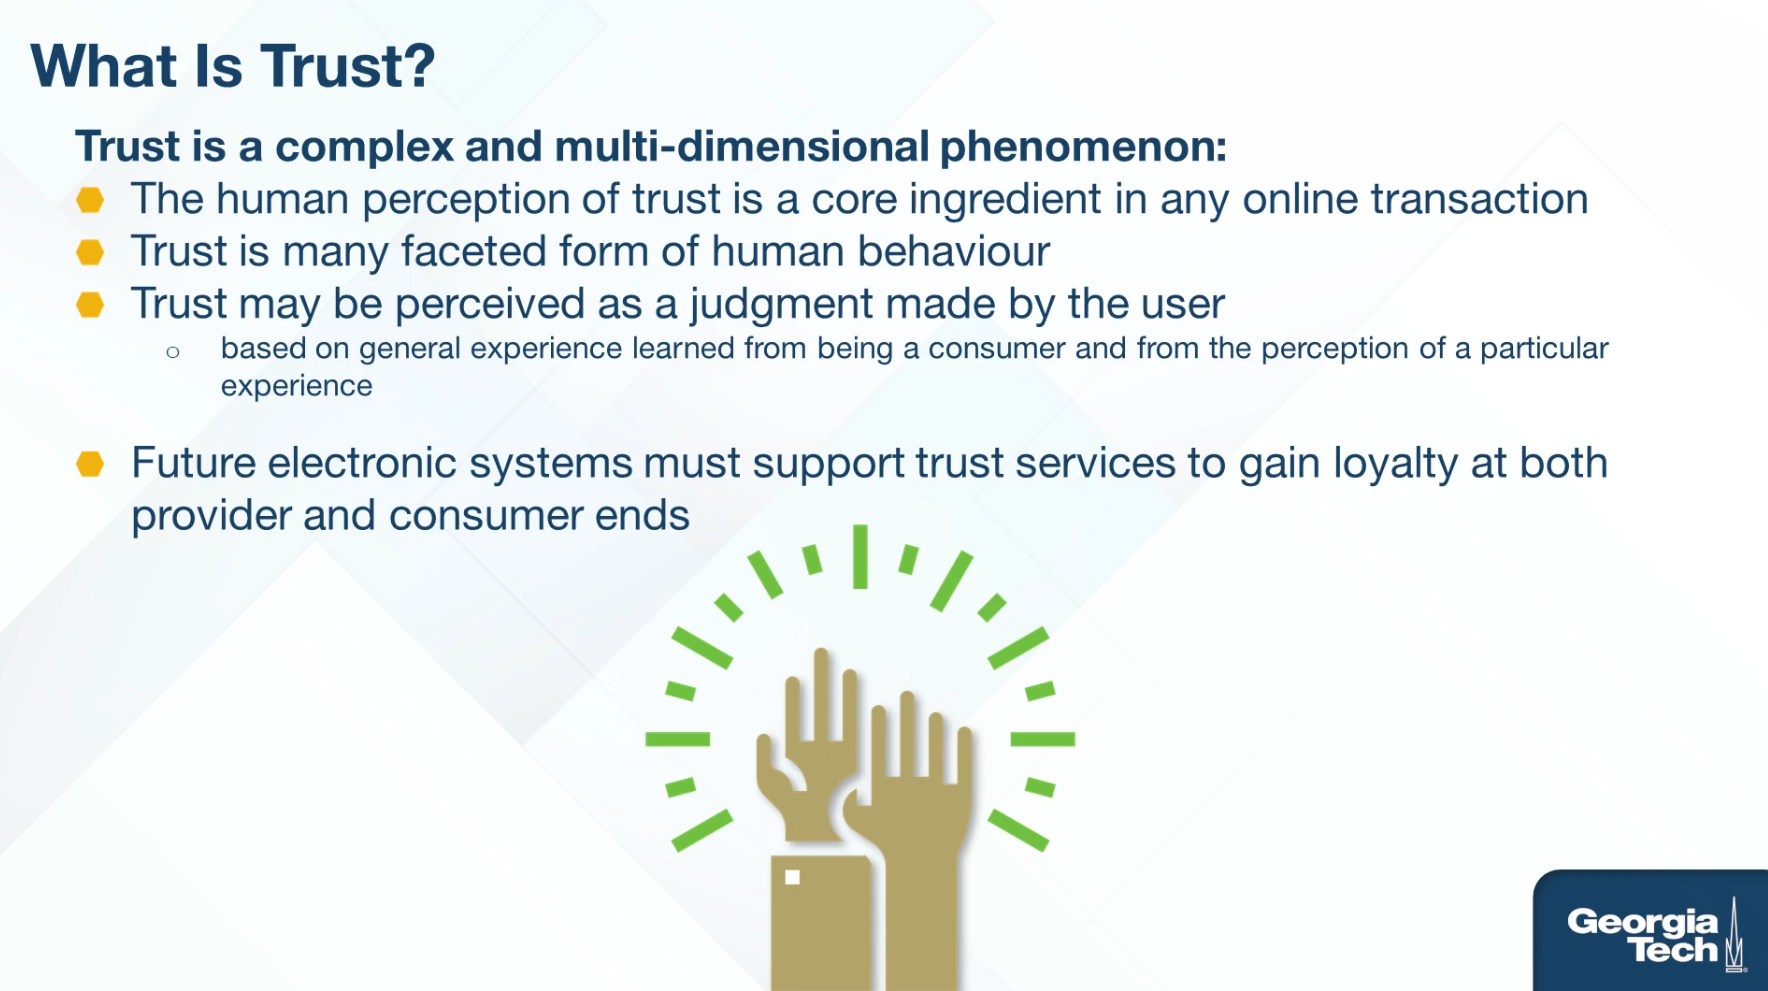 What Is Trust?
Trust is a complex and multi-dimensional phenomenon:
The human perception of trust is a core ingredient in any online transaction
Trust is many faceted form of human behaviour
Trust may be perceived as a judgment made by the user
based on general experience learned from being a consumer and from the perception of a particular
experience
Future electronic systems must support trust services to gain loyalty at both
provider and consumer ends
Georgia
Tech